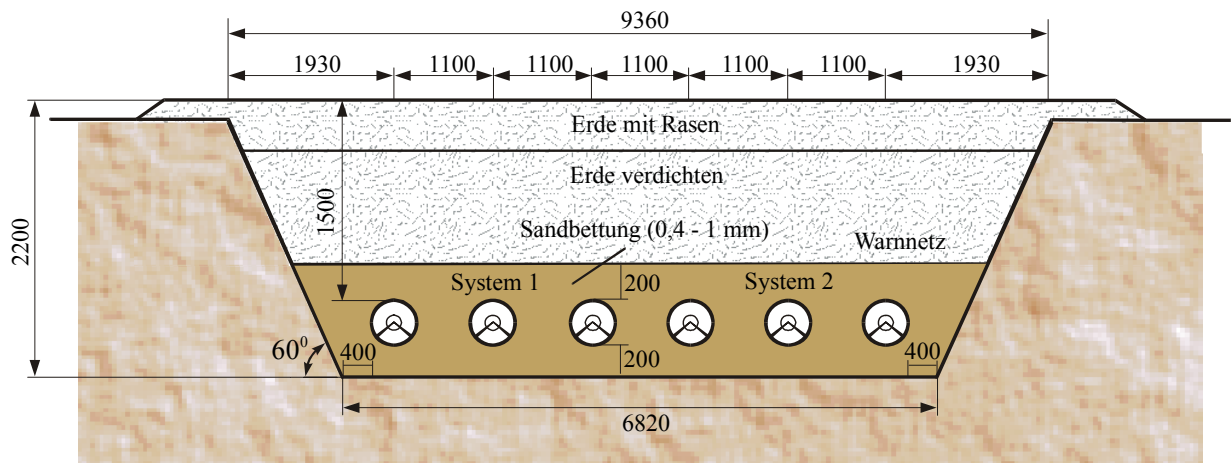 9360
1930 1100 1100 1100 1100 1100 1930
Erde mit Rasen
Erde verdichten
1500
2200
Sandbettung (0,4 - 1 mm)
Warnnetz
System 1
200
System 2
60⁰
400
200
400
6820